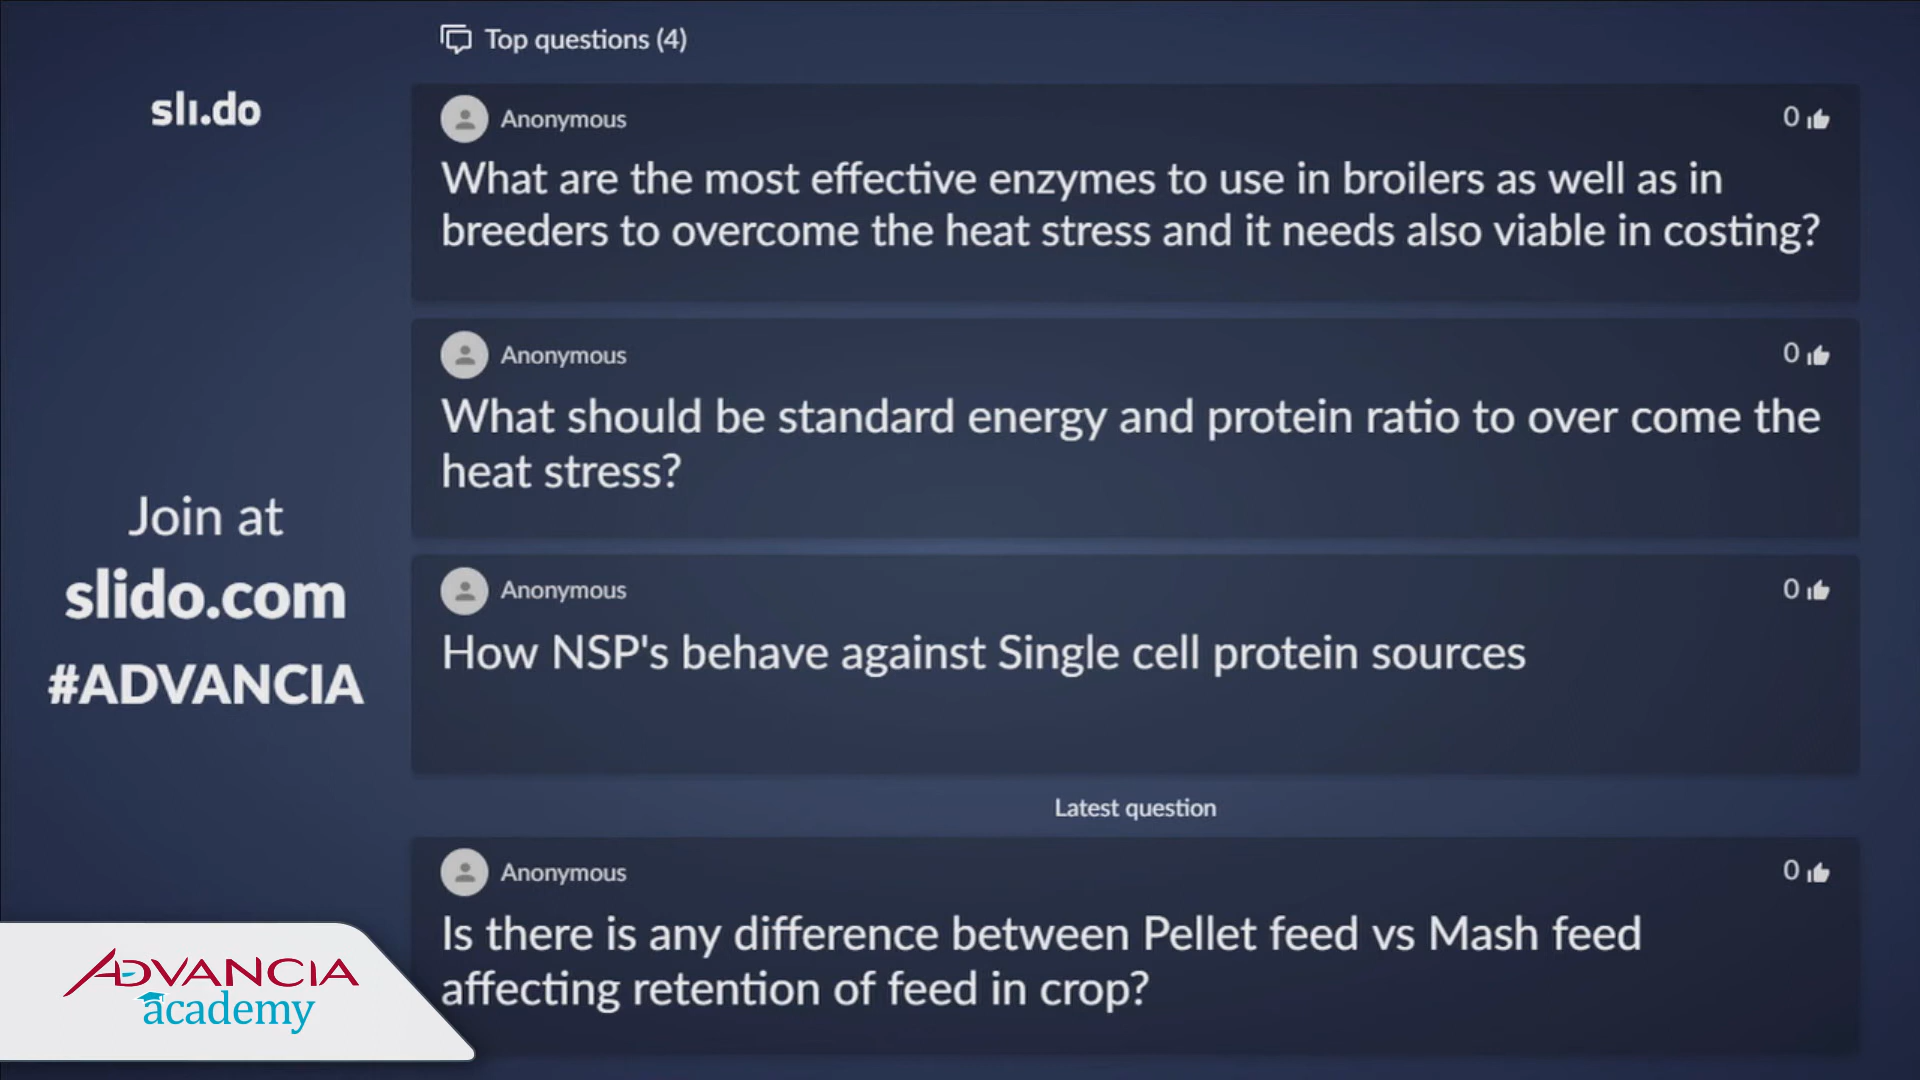 Top questions (4)
sli.do
Anonymous
0
What are the most effective enzymes to use in broilers as well as in
breeders to overcome the heat stress and it needs also viable in costing?
Anonymous
0
What should be standard energy and protein ratio to over come the
heat stress?
Join at
slido.com
#ADVANCIA
Anonymous
0
How NSP's behave against Single cell protein sources
Latest question
Anonymous
0
Is there is any difference between Pellet feed vs Mash feed
affecting retention of feed in crop?
ADVANCIA
academy